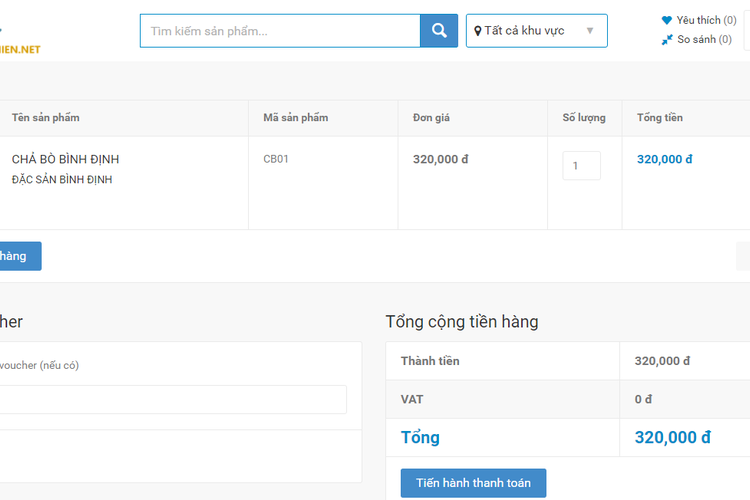 IEN.NET
Tìm kiếm sản phẩm...
Tất cả khu vực
Yêu thích (0)
So sánh (0)
Tên sản phẩm Mã sản phẩm Đơn giá Số lượng Tổng tiền
CHẢ BÒ BÌNH ĐỊNH CB01 320,000 đ 1 320,000 đ
ĐẶC SẢN BÌNH ĐỊNH
hàng
her
voucher (nếu có)
Tổng cộng tiền hàng
Thành tiền 320,000 đ
VAT 0 đ
Tổng 320,000 đ
Tiến hành thanh toán